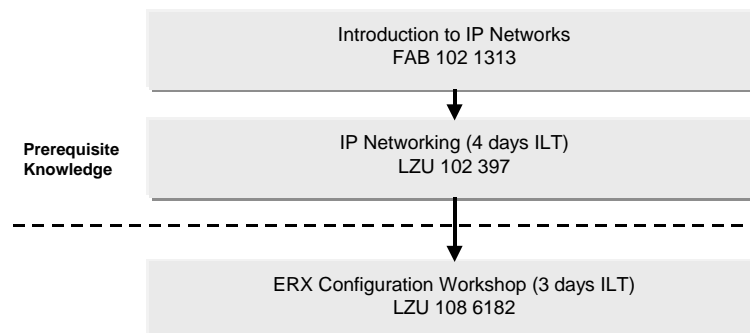 Introduction to IP Networks
FAB 102 1313
Prerequisite
Knowledge
IP Networking (4 days ILT)
LZU 102 397
ERX Configuration Workshop (3 days ILT)
LZU 108 6182